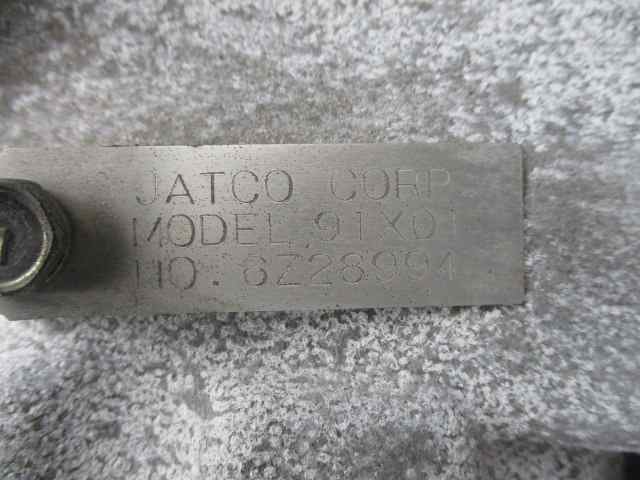 JATCO CORP
MODEL 91X01
NO. 6Z28994